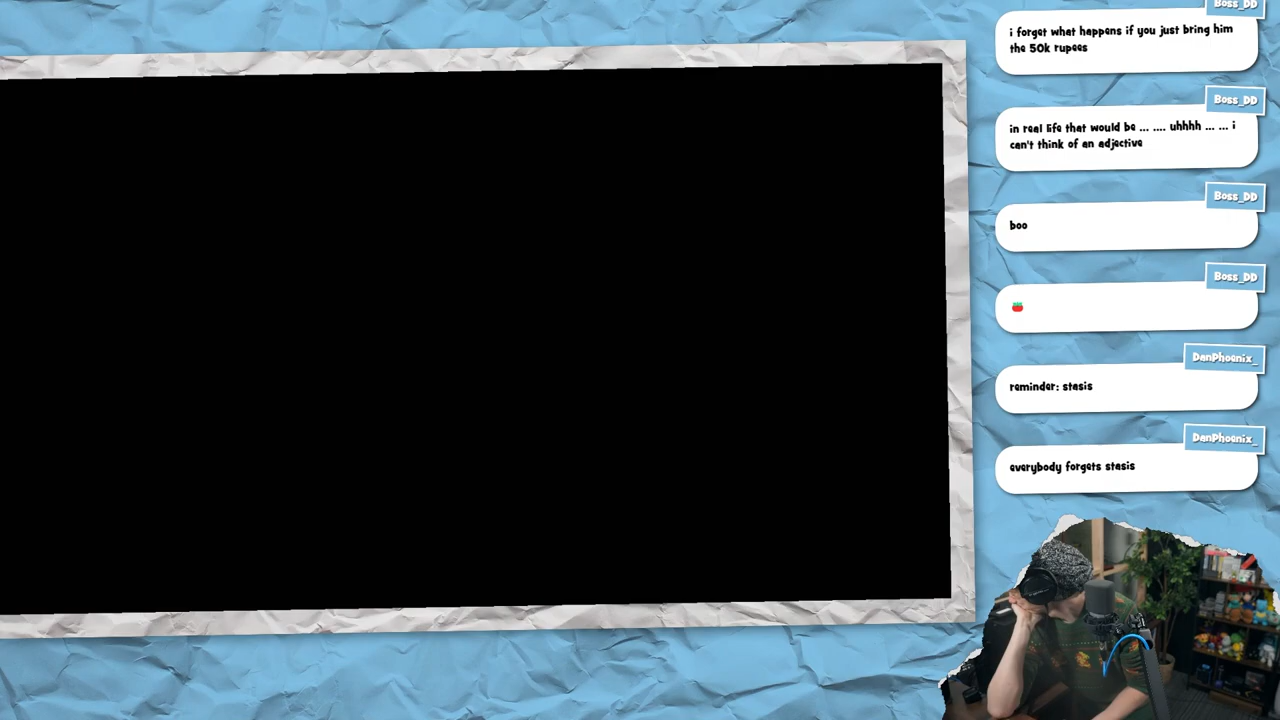 Boss_DD
i forget what happens if you just bring him
the 50k rupees
Boss_DD
in real life that would be ... .... uhhhh ... ... i
can't think of an adjective
Boss_DD
boo
Boss_DD
DanPhoenix_
reminder: stasis
DanPhoenix_
everybody forgets stasis